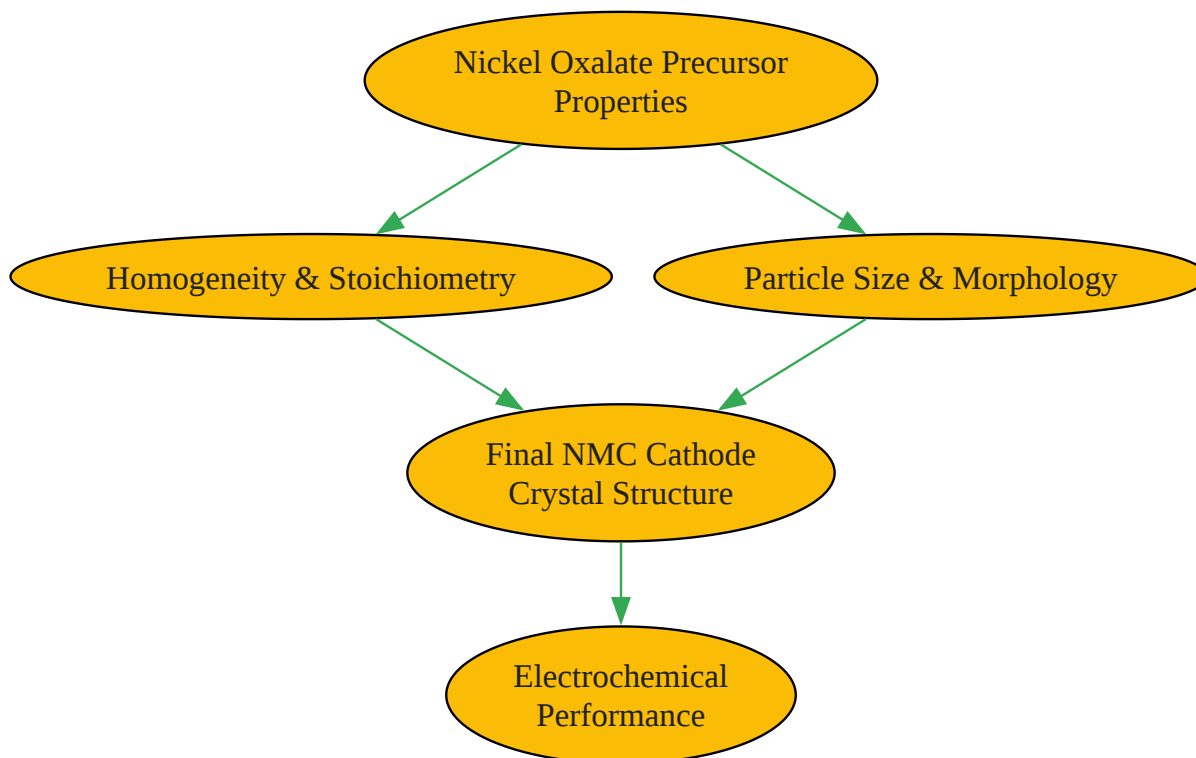 Nickel Oxalate Precursor
Properties
Homogeneity & Stoichiometry
Particle Size & Morphology
Final NMC Cathode
Crystal Structure
Electrochemical
Performance